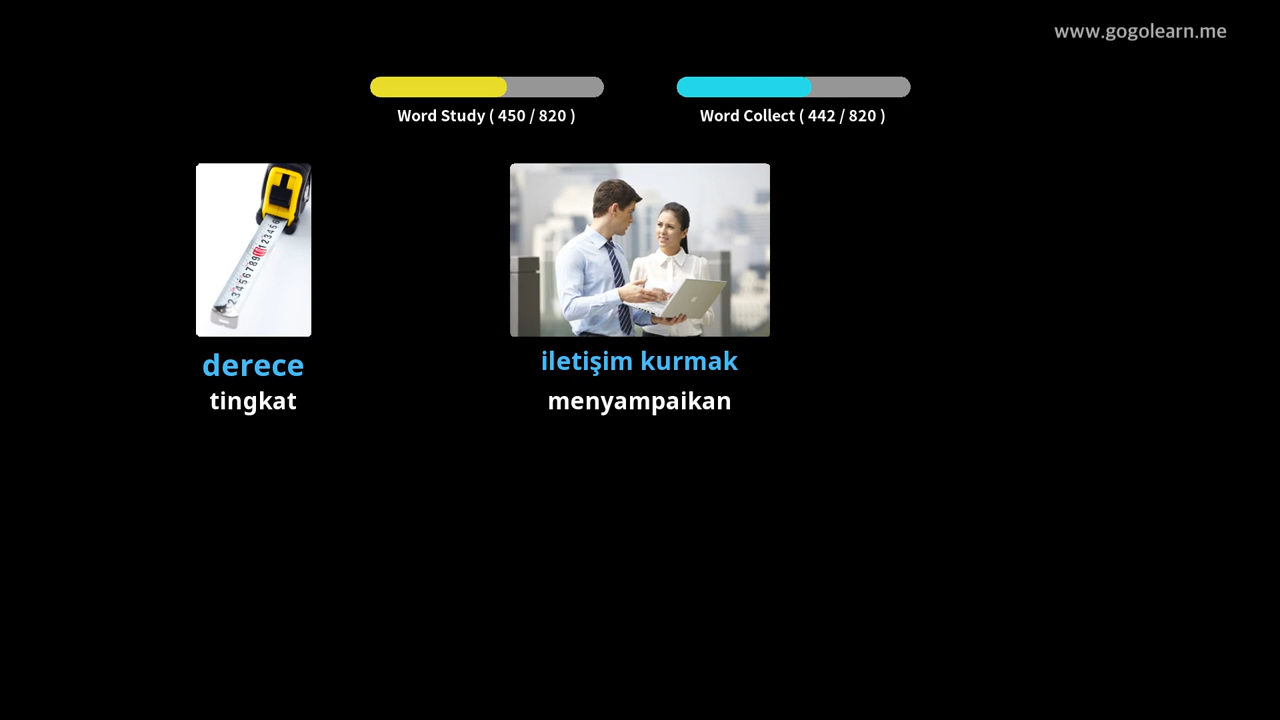 www.gogolearn.me
Word Study ( 450 / 820 )
Word Collect ( 442 / 820 )
derece
tingkat
iletişim kurmak
menyampaikan